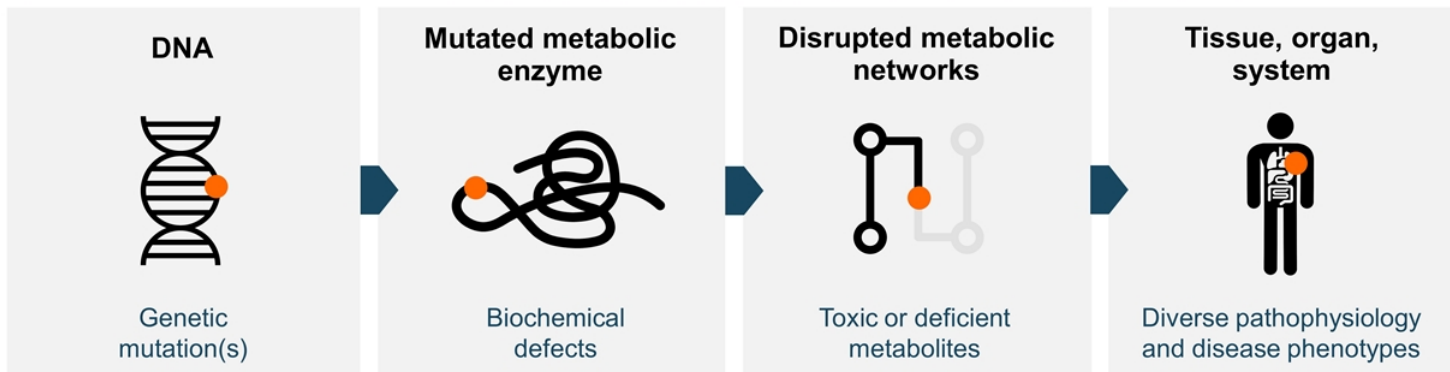 DNA
Genetic
mutation(s)
Mutated metabolic
enzyme
Biochemical
defects
Disrupted metabolic
networks
Toxic or deficient
metabolites
Tissue, organ,
system
Diverse pathophysiology
and disease phenotypes